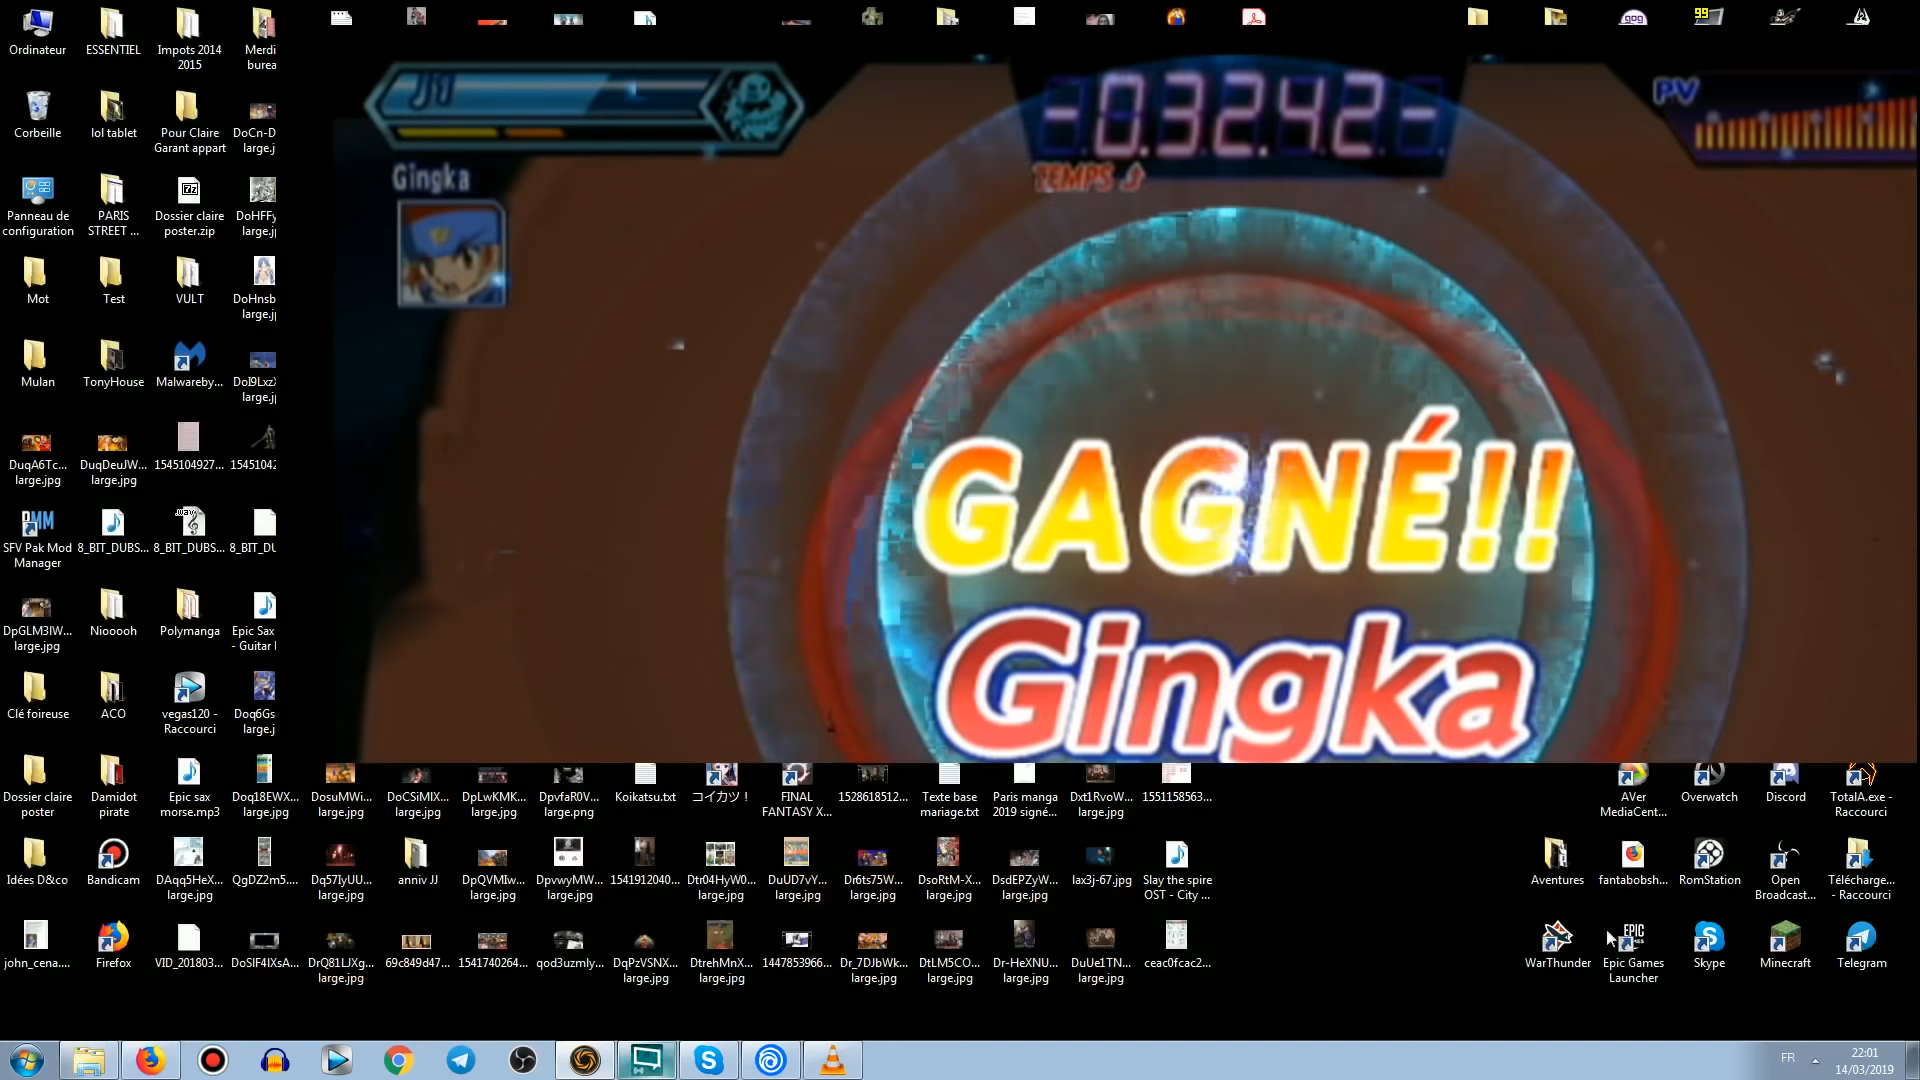 Ordinateur
ESSENTIEL
Impots 2014
2015
Merdi
burea
gog
99
Corbeille
lol tablet
Pour Claire
Garant appart
DoCn-D
large.j
J1
-0.32.42-
TEMPS
PV
Gingka
Panneau de
configuration
PARIS
STREET ...
Dossier claire
poster.zip
DoHFFy
large.j
Mot
Test
VULT
DoHnsb
large.j
Mulan
TonyHouse
Malwareby...
DoI9LxzX
large.j
DuqA6Tc...
large.jpg
DuqDeuJW...
large.jpg
1545104927...
15451042
GAGNÉ!!
Gingka
SFV Pak Mod
Manager
8_BIT_DUBS...
8_BIT_DUBS...
8_BIT_DU
DpGLM3IW...
large.jpg
Niooooh
Polymanga
Epic Sax
- Guitar
Clé foireuse
ACO
vegas120 -
Raccourci
Doq6Gs
large.j
Dossier claire
poster
Damidot
pirate
Epic sax
morse.mp3
Doq18EWX...
large.jpg
DosuMWi...
large.jpg
DoCSiMIX...
large.jpg
DpLwKMK...
large.jpg
DpvfaR0V...
large.png
Koikatsu.txt
コイカツ！
FINAL
FANTASY X...
1528618512...
Texte base
mariage.txt
Paris manga
2019 signé...
Dxt1RvoW...
large.jpg
1551158563...
AVer
MediaCent...
Overwatch
Discord
TotalA.exe -
Raccourci
Idées D&co
Bandicam
DAqq5HeX...
large.jpg
QgDZ2m5....
Dq57IyUU...
large.jpg
anniv JJ
DpQVMIw...
large.jpg
DpvwyMW...
large.jpg
1541912040...
Dtr04HyW0...
large.jpg
DuUD7vY...
large.jpg
Dr6ts75W...
large.jpg
DsoRtM-X...
large.jpg
DsdEPZyW...
large.jpg
lax3j-67.jpg
Slay the spire
OST - City ...
Aventures
fantabobsh...
RomStation
Open
Broadcast...
Télécharge...
- Raccourci
john_cena....
Firefox
VID_201803...
DoSIF4IXsA...
DrQ81LJXg...
large.jpg
69c849d47...
1541740264...
large.jpg
qod3uzmly...
DqPzVSNX...
large.jpg
DtrehMnX...
large.jpg
1447853966...
Dr_7DJbWk...
large.jpg
DtLM5CO...
large.jpg
Dr-HeXNU...
large.jpg
DuUe1TN...
large.jpg
ceac0fcac2...
WarThunder
Epic Games
Launcher
Skype
Minecraft
Telegram
FR
22:01
14/03/2019